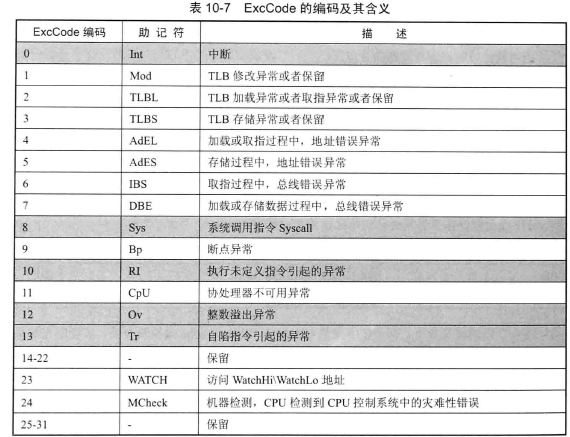 表 10-7 ExcCode 的编码及其含义
ExcCode 编码 助 记 符 描 述
0 Int 中断
1 Mod TLB 修改异常或者保留
2 TLBL TLB 加载异常或者取指异常或者保留
3 TLBS TLB 存储异常或者保留
4 AdEL 加载或取指过程中，地址错误异常
5 AdES 存储过程中，地址错误异常
6 IBS 取指过程中，总线错误异常
7 DBE 加载或存储数据过程中，总线错误异常
8 Sys 系统调用指令 Syscall
9 Bp 断点异常
10 RI 执行未定义指令引起的异常
11 CpU 协处理器不可用异常
12 Ov 整数溢出异常
13 Tr 自陷指令引起的异常
14-22 - 保留
23 WATCH 访问 WatchHi\WatchLo 地址
24 MCheck 机器检测，CPU 检测到 CPU 控制系统中的灾难性错误
25-31 - 保留